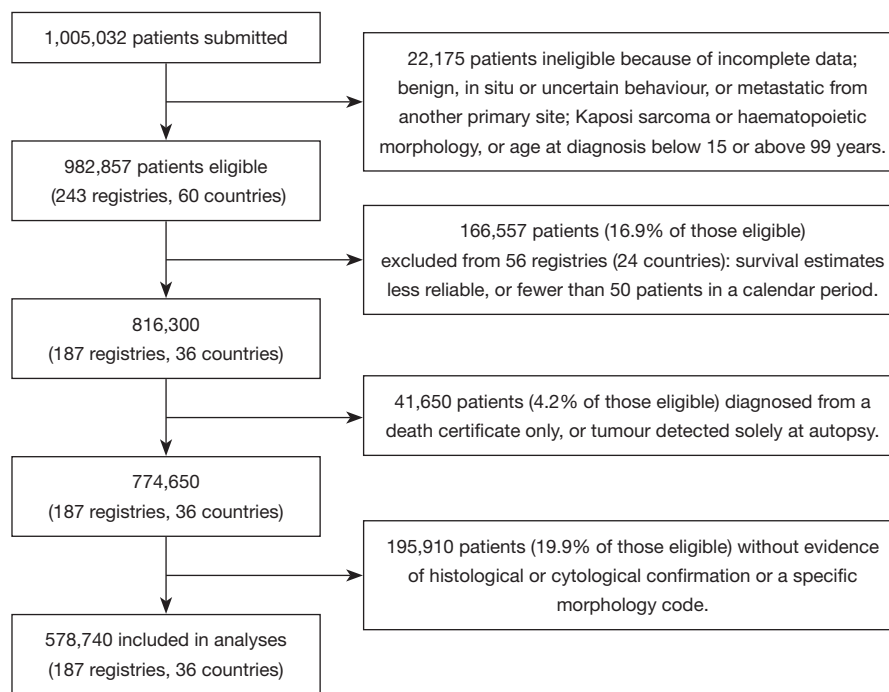 1,005,032 patients submitted
22,175 patients ineligible because of incomplete data;
benign, in situ or uncertain behaviour, or metastatic from
another primary site; Kaposi sarcoma or haematopoietic
morphology, or age at diagnosis below 15 or above 99 years.
982,857 patients eligible
(243 registries, 60 countries)
166,557 patients (16.9% of those eligible)
excluded from 56 registries (24 countries): survival estimates
less reliable, or fewer than 50 patients in a calendar period.
816,300
(187 registries, 36 countries)
41,650 patients (4.2% of those eligible) diagnosed from a
death certificate only, or tumour detected solely at autopsy.
774,650
(187 registries, 36 countries)
195,910 patients (19.9% of those eligible) without evidence
of histological or cytological confirmation or a specific
morphology code.
578,740 included in analyses
(187 registries, 36 countries)